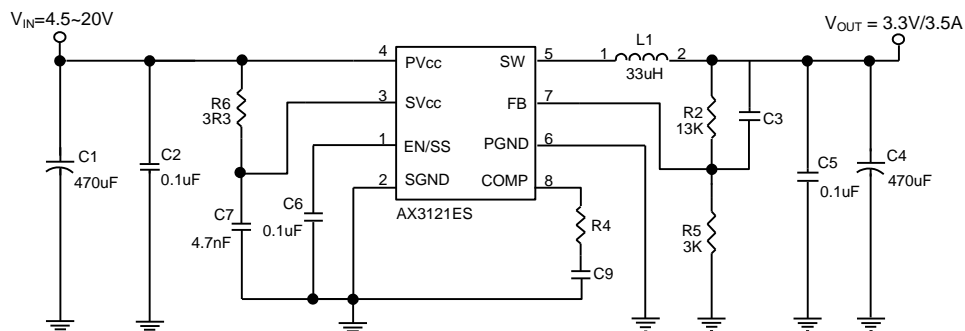 VIN=4.5~20V
VOUT = 3.3V/3.5A
4
PVcc
SW
5
1
L1
2
33uH
R6
3R3
3
SVcc
FB
7
R2
13K
C3
1
EN/SS
PGND
6
C1
470uF
C2
0.1uF
2
SGND
COMP
8
C5
0.1uF
C4
470uF
AX3121ES
C7
4.7nF
C6
0.1uF
R4
R5
3K
C9